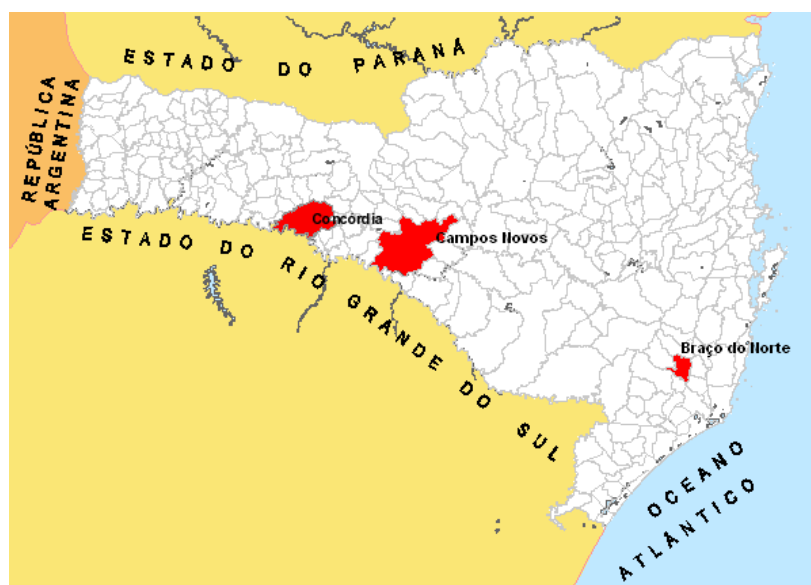 ESTADO DO PARANÁ
REPÚBLICA
ARGENTINA
Concórdia
Campos Novos
ESTADO DO RIO GRANDE DO SUL
Braço do Norte
OCEANO
ATLÂNTICO